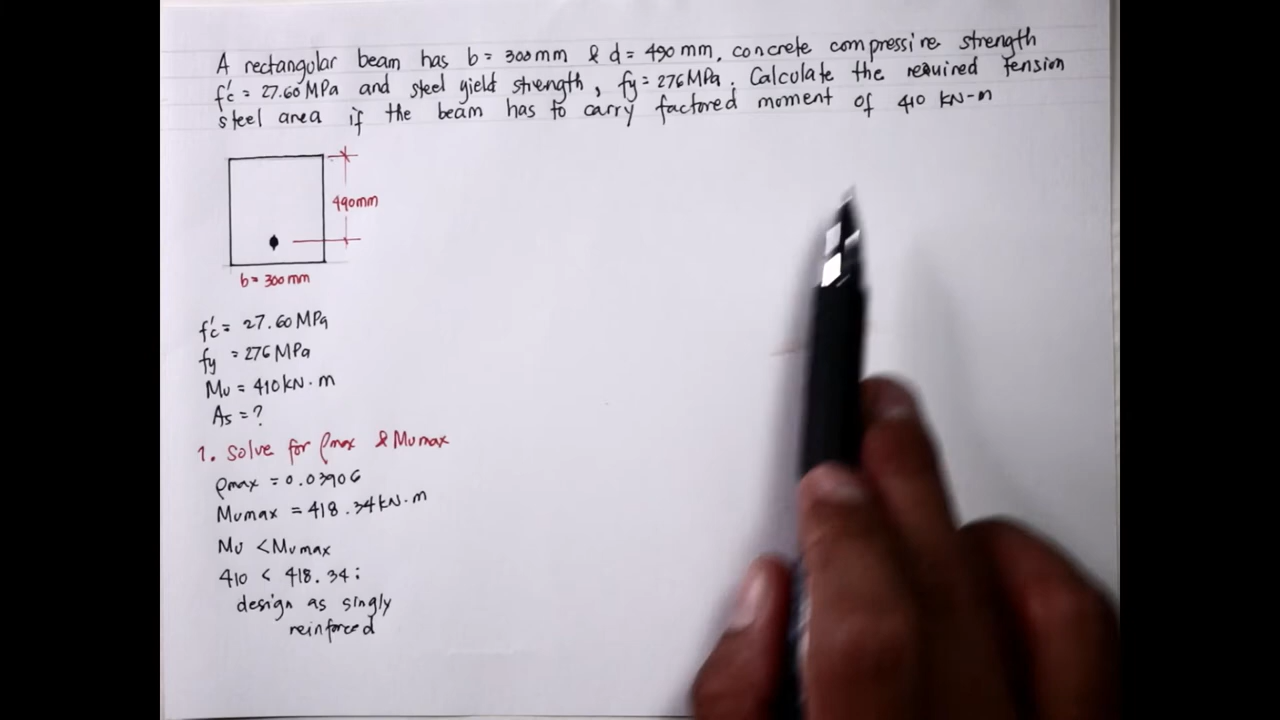 A rectangular beam has b = 300mm & d = 490 mm, concrete compressive strength
f'c = 27.60 MPa and steel yield strength, fy = 276 MPa. Calculate the required tension
steel area if the beam has to carry factored moment of 410 kN-m
490mm
b = 300 mm
f'c = 27.60 MPa
fy = 276 MPa
Mu = 410 kN.m
As = ?
1. Solve for ρmax & Mumax
ρmax = 0.03906
Mumax = 418.34 kN.m
Mu < Mumax
410 < 418.34 ;
design as singly
reinforced